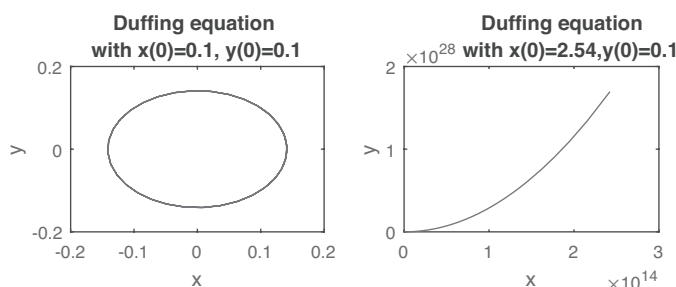 Duffing equation
with x(0)=0.1, y(0)=0.1
0.2
0
-0.2
y
-0.2 -0.1 0 0.1 0.2
x
Duffing equation
×10^28 with x(0)=2.54,y(0)=0.1
2
1
0
y
0 1 2 3
x
×10^14